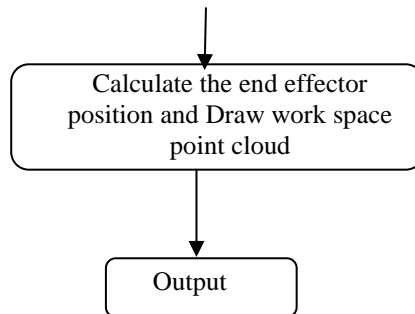 Calculate the end effector
position and Draw work space
point cloud
Output